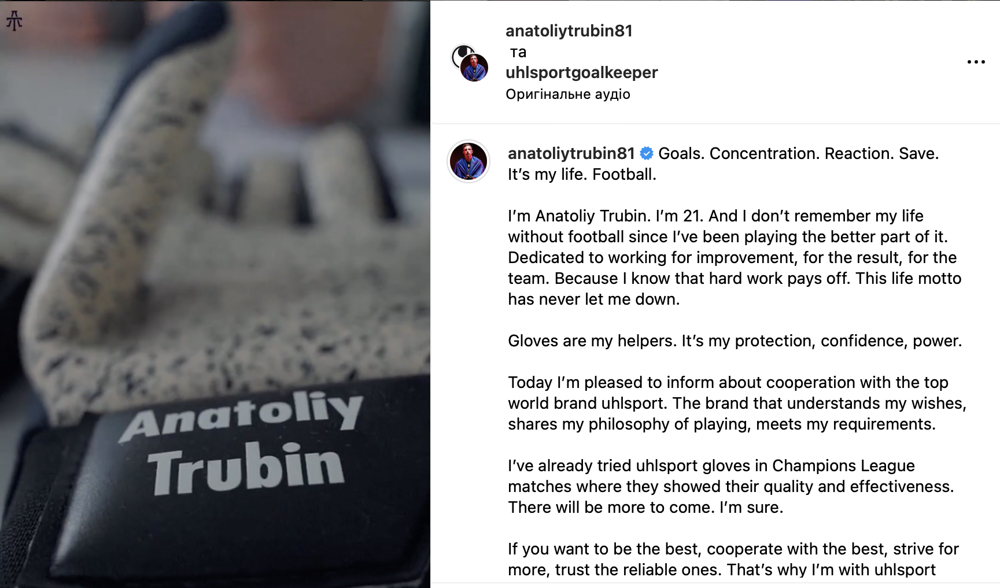 anatoliytrubin81
та
uhlsportgoalkeeper
Оригінальне аудіо
anatoliytrubin81 Goals. Concentration. Reaction. Save.
It’s my life. Football.
I’m Anatoliy Trubin. I’m 21. And I don’t remember my life
without football since I’ve been playing the better part of it.
Dedicated to working for improvement, for the result, for the
team. Because I know that hard work pays off. This life motto
has never let me down.
Gloves are my helpers. It’s my protection, confidence, power.
Today I’m pleased to inform about cooperation with the top
world brand uhlsport. The brand that understands my wishes,
shares my philosophy of playing, meets my requirements.
I’ve already tried uhlsport gloves in Champions League
matches where they showed their quality and effectiveness.
There will be more to come. I’m sure.
If you want to be the best, cooperate with the best, strive for
more, trust the reliable ones. That’s why I’m with uhlsport
Anatoliy
Trubin